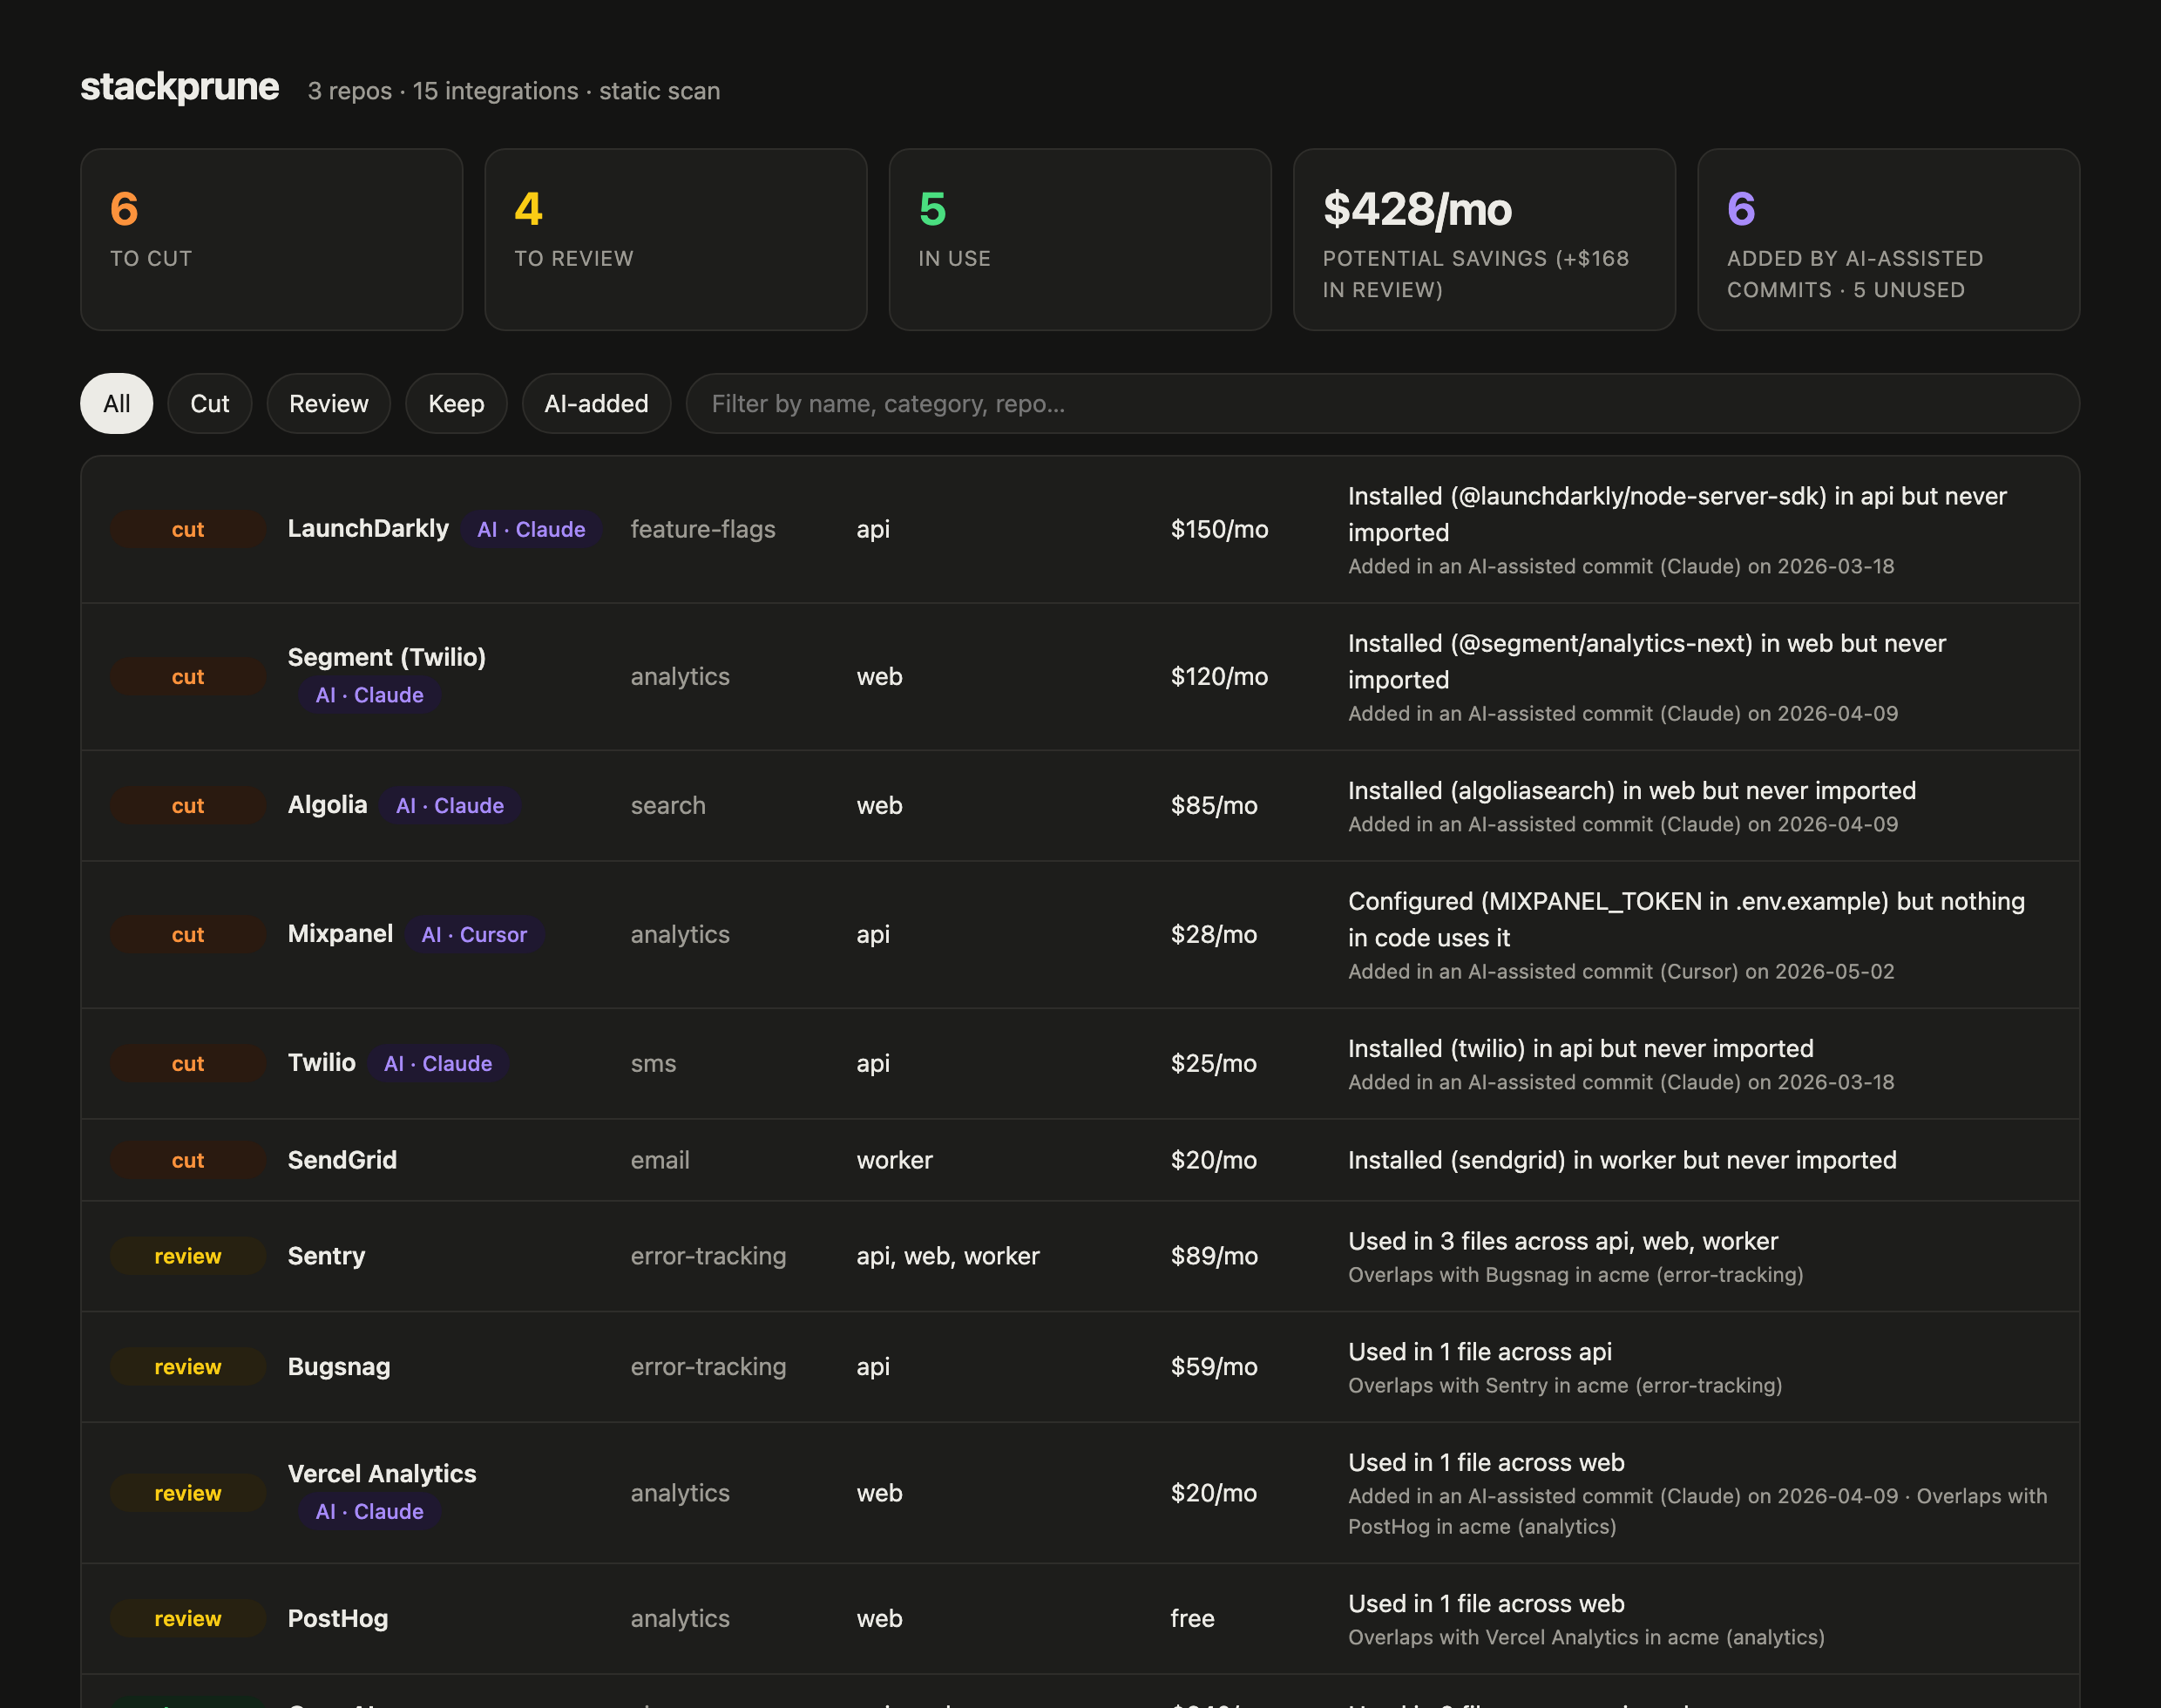 stackprune 3 repos · 15 integrations · static scan
6
TO CUT
4
TO REVIEW
5
IN USE
$428/mo
POTENTIAL SAVINGS (+$168
IN REVIEW)
6
ADDED BY AI-ASSISTED
COMMITS · 5 UNUSED
All Cut Review Keep AI-added Filter by name, category, repo...
cut LaunchDarkly AI · Claude feature-flags api $150/mo Installed (@launchdarkly/node-server-sdk) in api but never
imported
Added in an AI-assisted commit (Claude) on 2026-03-18
cut Segment (Twilio) AI · Claude analytics web $120/mo Installed (@segment/analytics-next) in web but never
imported
Added in an AI-assisted commit (Claude) on 2026-04-09
cut Algolia AI · Claude search web $85/mo Installed (algoliasearch) in web but never imported
Added in an AI-assisted commit (Claude) on 2026-04-09
cut Mixpanel AI · Cursor analytics api $28/mo Configured (MIXPANEL_TOKEN in .env.example) but nothing
in code uses it
Added in an AI-assisted commit (Cursor) on 2026-05-02
cut Twilio AI · Claude sms api $25/mo Installed (twilio) in api but never imported
Added in an AI-assisted commit (Claude) on 2026-03-18
cut SendGrid email worker $20/mo Installed (sendgrid) in worker but never imported
review Sentry error-tracking api, web, worker $89/mo Used in 3 files across api, web, worker
Overlaps with Bugsnag in acme (error-tracking)
review Bugsnag error-tracking api $59/mo Used in 1 file across api
Overlaps with Sentry in acme (error-tracking)
review Vercel Analytics AI · Claude analytics web $20/mo Used in 1 file across web
Added in an AI-assisted commit (Claude) on 2026-04-09 · Overlaps with
PostHog in acme (analytics)
review PostHog analytics web free Used in 1 file across web
Overlaps with Vercel Analytics in acme (analytics)